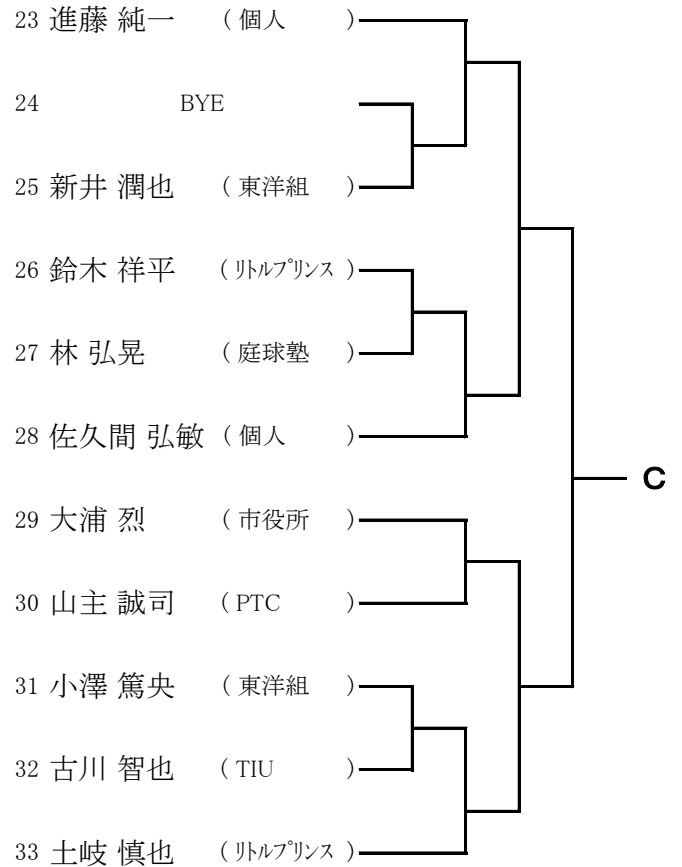 23 進藤 純一 ( 個人 )
24 BYE
25 新井 潤也 ( 東洋組 )
26 鈴木 祥平 ( ﾘﾄﾙﾌﾟﾘﾝｽ )
27 林 弘晃 ( 庭球塾 )
28 佐久間 弘敏 ( 個人 )
C
29 大浦 烈 ( 市役所 )
30 山主 誠司 ( PTC )
31 小澤 篤央 ( 東洋組 )
32 古川 智也 ( TIU )
33 土岐 慎也 ( ﾘﾄﾙﾌﾟﾘﾝｽ )